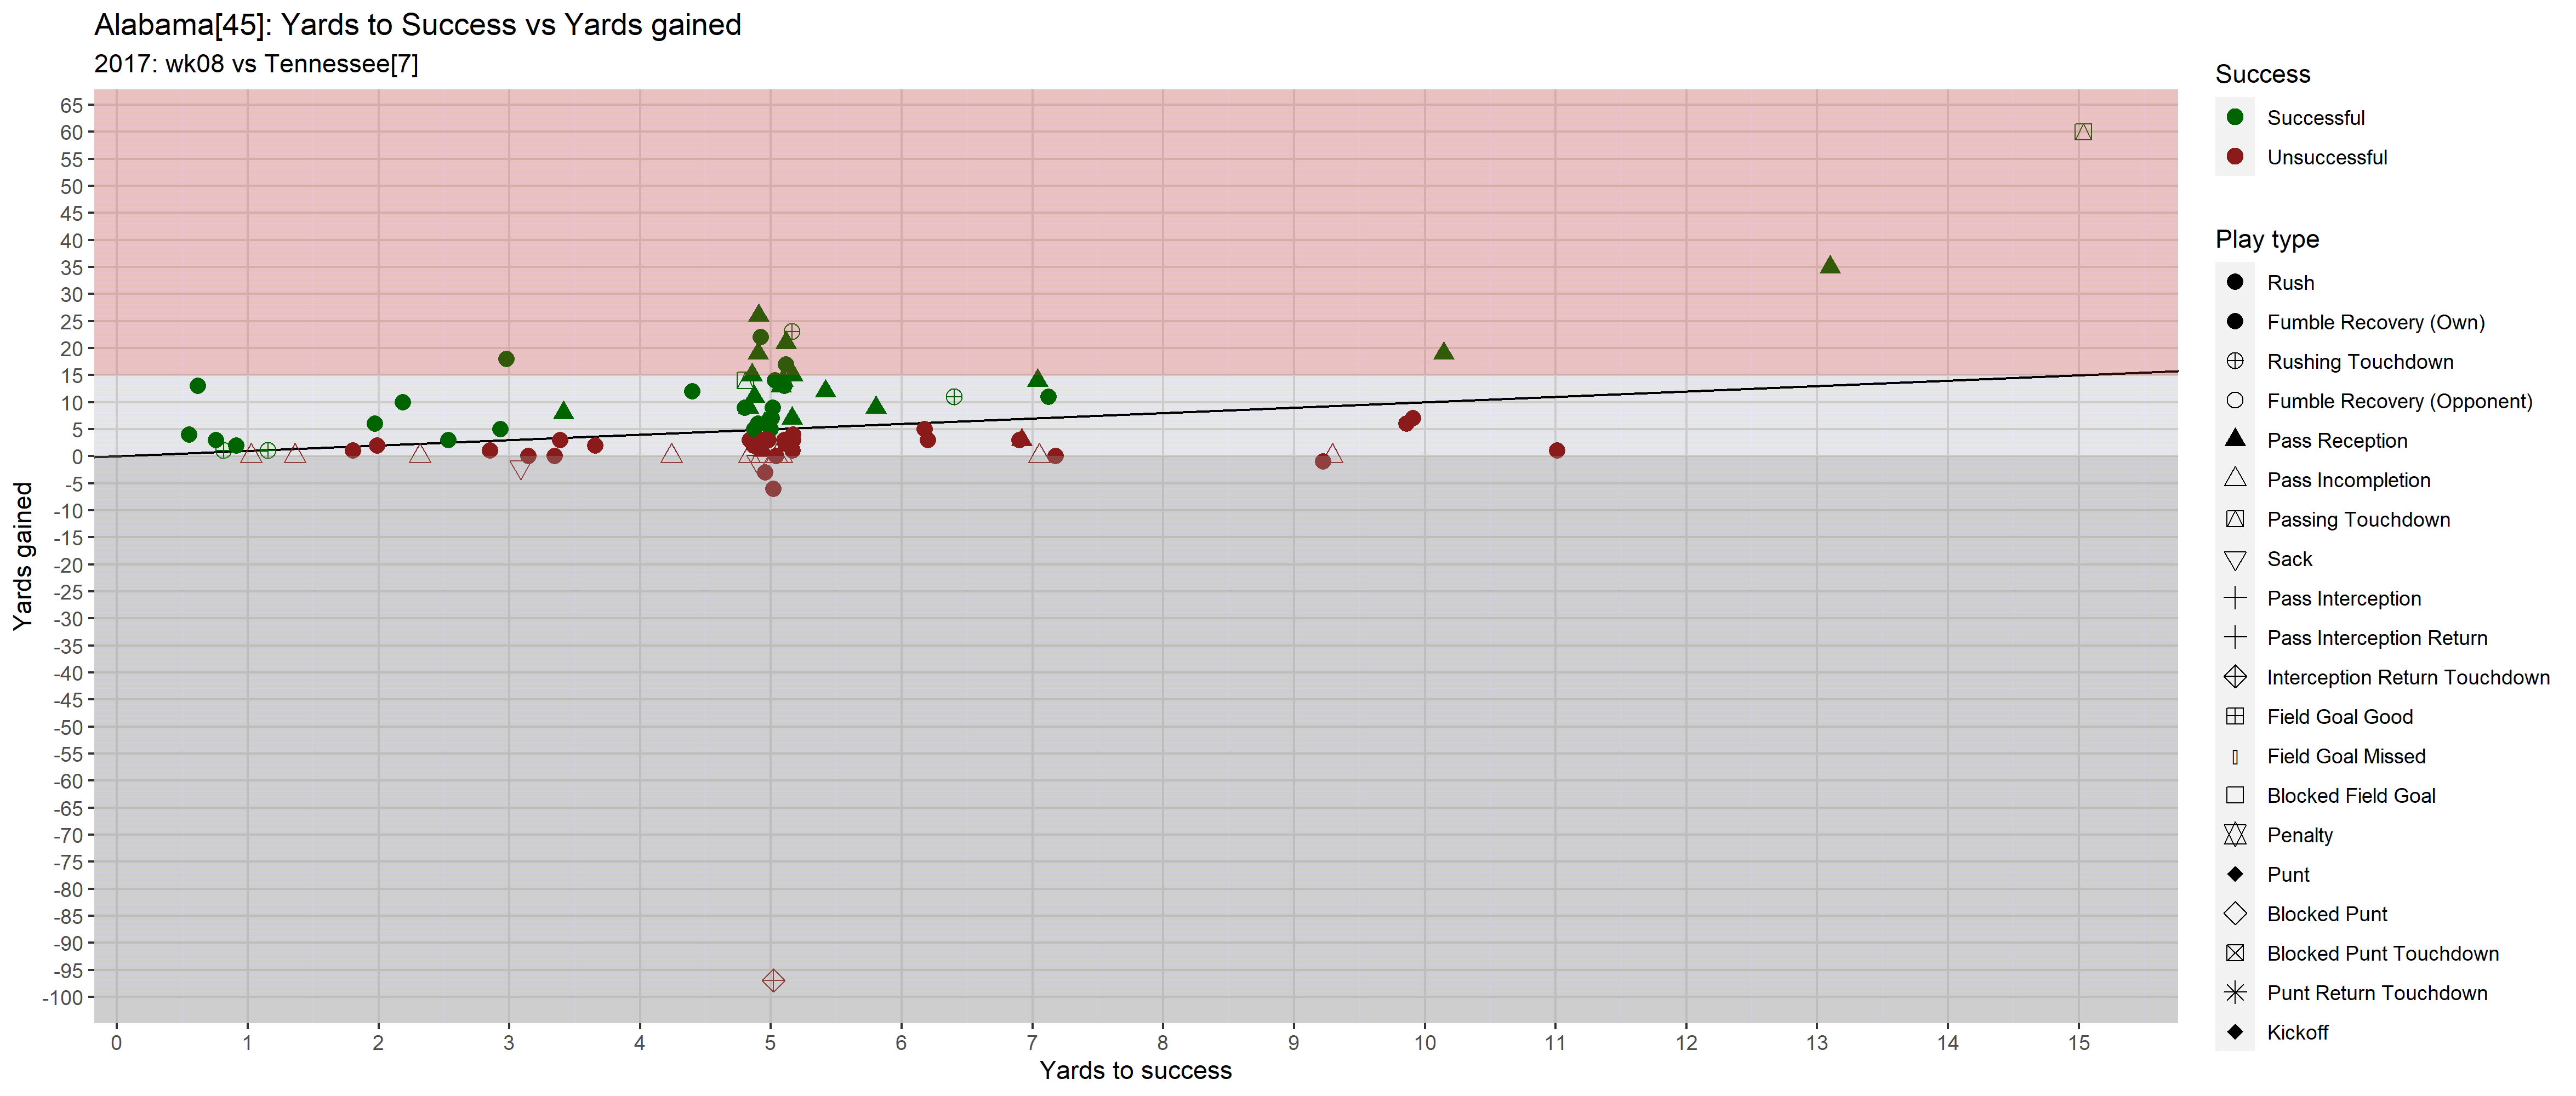 Alabama[45]: Yards to Success vs Yards gained
2017: wk08 vs Tennessee[7]
Yards gained
65
60
55
50
45
40
35
30
25
20
15
10
5
0
-5
-10
-15
-20
-25
-30
-35
-40
-45
-50
-55
-60
-65
-70
-75
-80
-85
-90
-95
-100
0 1 2 3 4 5 6 7 8 9 10 11 12 13 14 15
Yards to success
Success
Successful
Unsuccessful
Play type
Rush
Fumble Recovery (Own)
Rushing Touchdown
Fumble Recovery (Opponent)
Pass Reception
Pass Incompletion
Passing Touchdown
Sack
Pass Interception
Pass Interception Return
Interception Return Touchdown
Field Goal Good
Field Goal Missed
Blocked Field Goal
Penalty
Punt
Blocked Punt
Blocked Punt Touchdown
Punt Return Touchdown
Kickoff